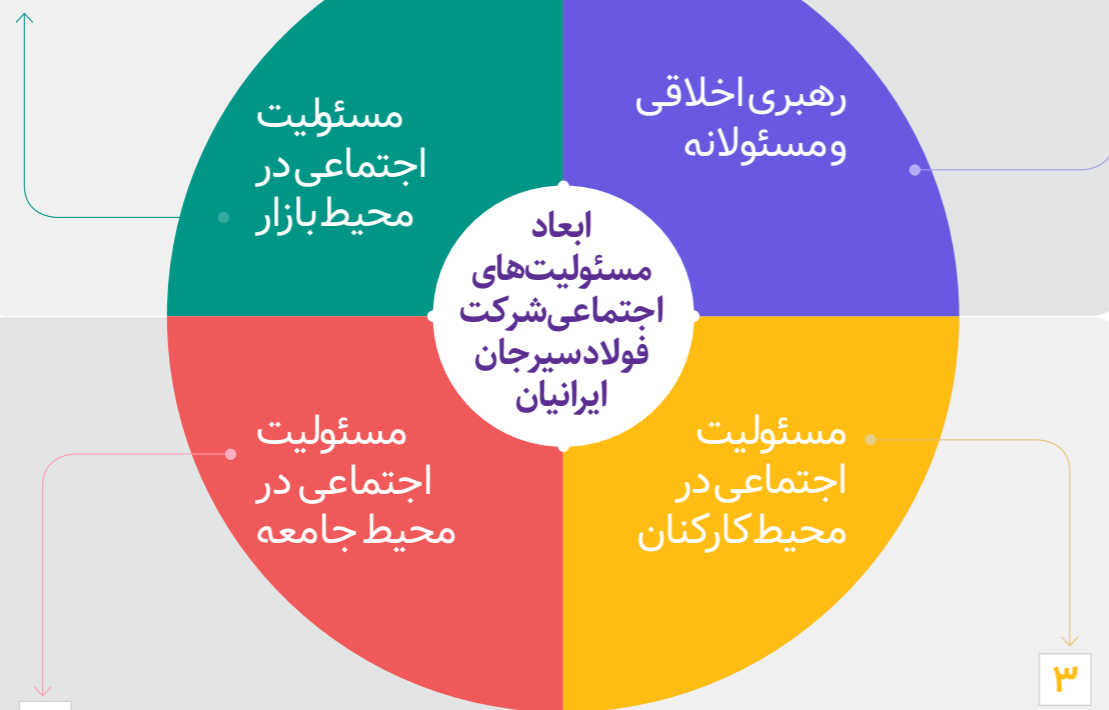 رهبری اخلاقی
و مسئولانه
مسئولیت
اجتماعی در
محیط بازار
ابعاد
مسئولیت‌های
اجتماعی شرکت
فولاد سیرجان
ایرانیان
مسئولیت
اجتماعی در
محیط کارکنان
مسئولیت
اجتماعی در
محیط جامعه
۳